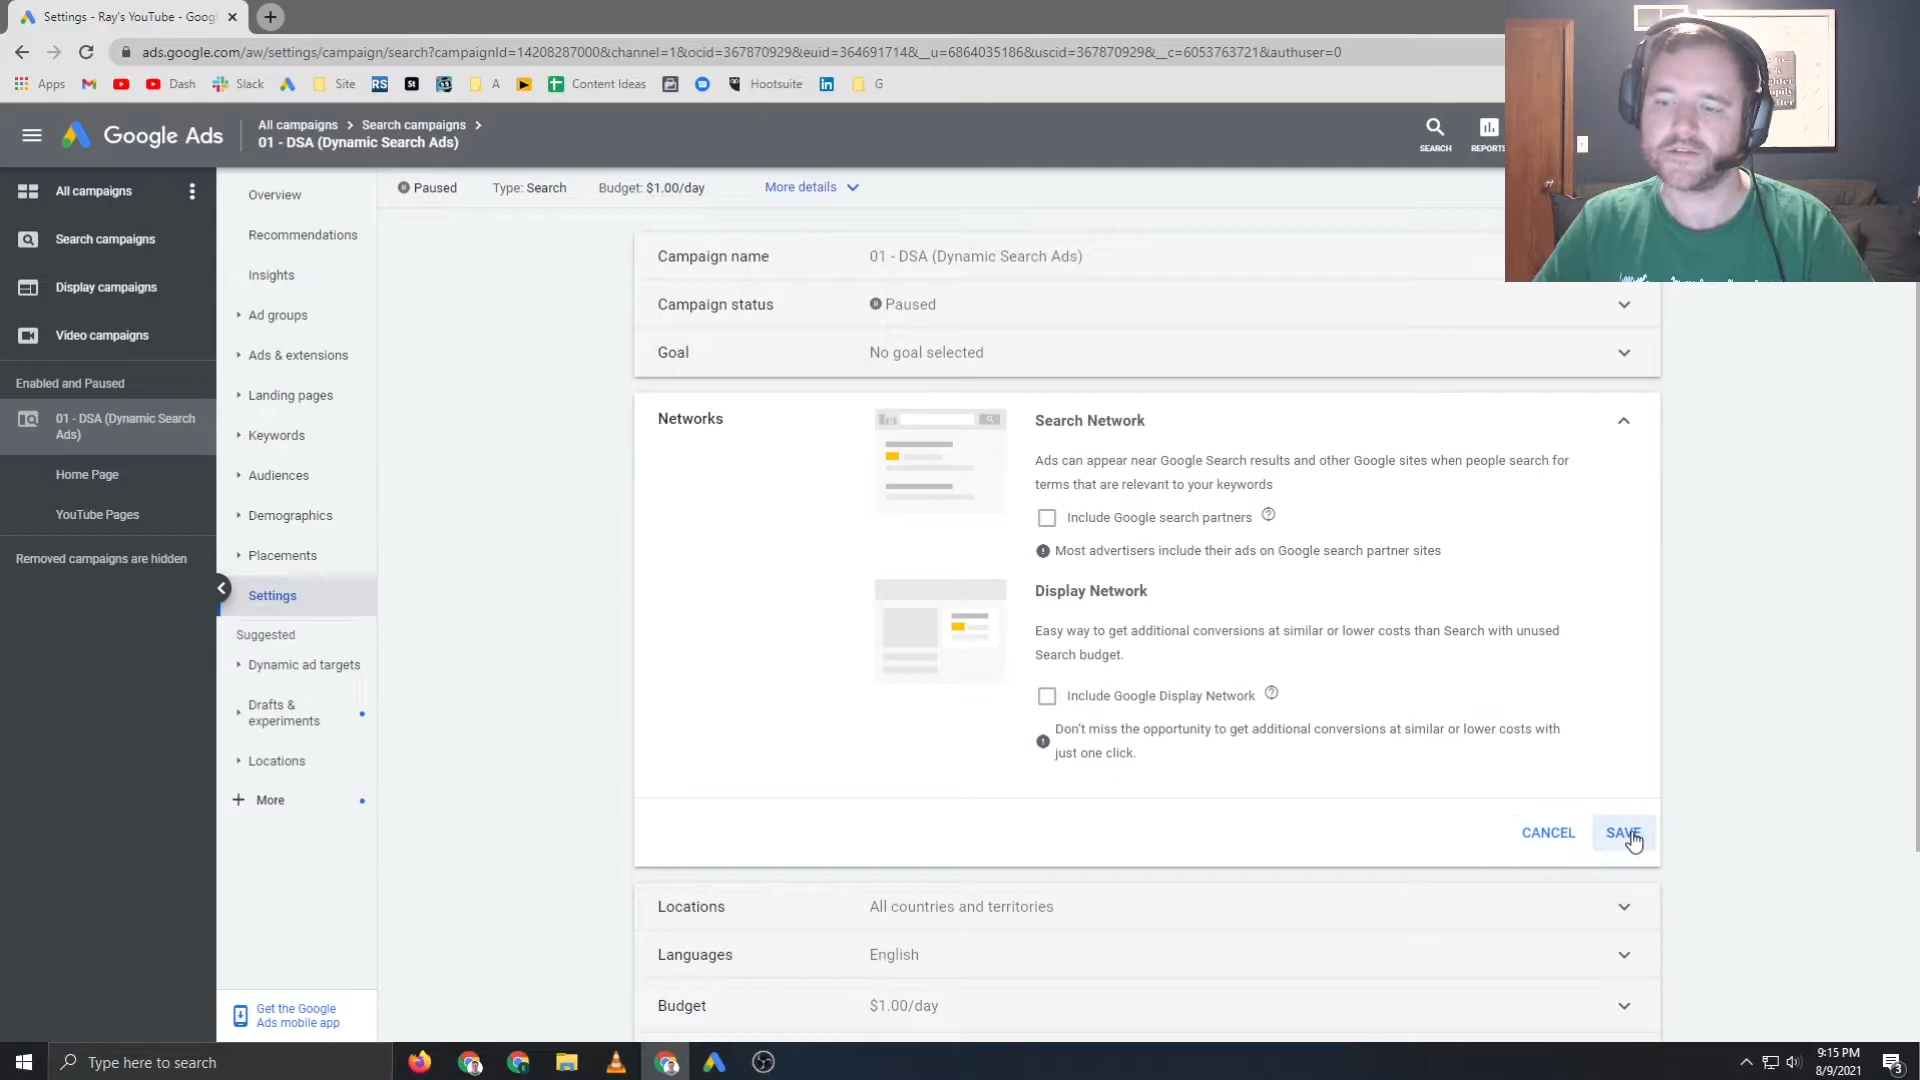 Settings - Ray's YouTube - Goog
ads.google.com/aw/settings/campaign/search?campaignId=14208287000&channel=1&ocid=367870929&euid=364691714&__u=6864035186&uscid=367870929&__c=6053763721&authuser=0
Apps
Dash
Slack
Site
RS
St
A
Content Ideas
Hootsuite
G
Google Ads
All campaigns > Search campaigns >
01 - DSA (Dynamic Search Ads)
SEARCH
REPORTS
All campaigns
Search campaigns
Display campaigns
Video campaigns
Enabled and Paused
01 - DSA (Dynamic Search
Ads)
Home Page
YouTube Pages
Removed campaigns are hidden
Overview
Recommendations
Insights
Ad groups
Ads & extensions
Landing pages
Keywords
Audiences
Demographics
Placements
Settings
Suggested
Dynamic ad targets
Drafts &
experiments
Locations
+ More
Get the Google
Ads mobile app
Paused
Type: Search
Budget: $1.00/day
More details
Campaign name
01 - DSA (Dynamic Search Ads)
Campaign status
Paused
Goal
No goal selected
Networks
Search Network
Ads can appear near Google Search results and other Google sites when people search for
terms that are relevant to your keywords
Include Google search partners
Most advertisers include their ads on Google search partner sites
Display Network
Easy way to get additional conversions at similar or lower costs than Search with unused
Search budget.
Include Google Display Network
Don't miss the opportunity to get additional conversions at similar or lower costs with
just one click.
CANCEL
SAVE
Locations
All countries and territories
Languages
English
Budget
$1.00/day
Type here to search
9:15 PM
8/9/2021
3